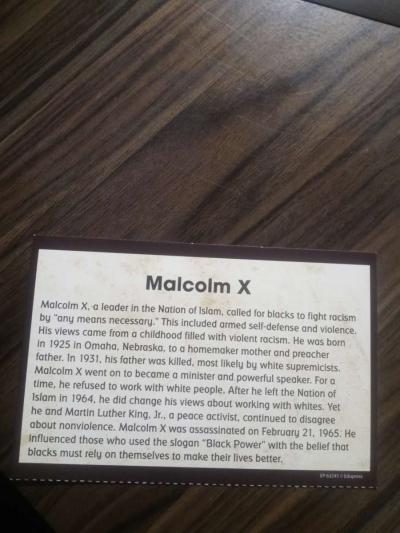 Malcolm X
Malcolm X, a leader in the Nation of Islam, called for blacks to fight racism
by "any means necessary." This included armed self-defense and violence.
His views came from a childhood filled with violent racism. He was born
in 1925 in Omaha, Nebraska, to a homemaker mother and preacher
father. In 1931, his father was killed, most likely by white supremicists.
Malcolm X went on to became a minister and powerful speaker. For a
time, he refused to work with white people. After he left the Nation of
Islam in 1964, he did change his views about working with whites. Yet
he and Martin Luther King, Jr., a peace activist, continued to disagree
about nonviolence. Malcolm X was assassinated on February 21, 1965. He
influenced those who used the slogan "Black Power" with the belief that
blacks must rely on themselves to make their lives better.